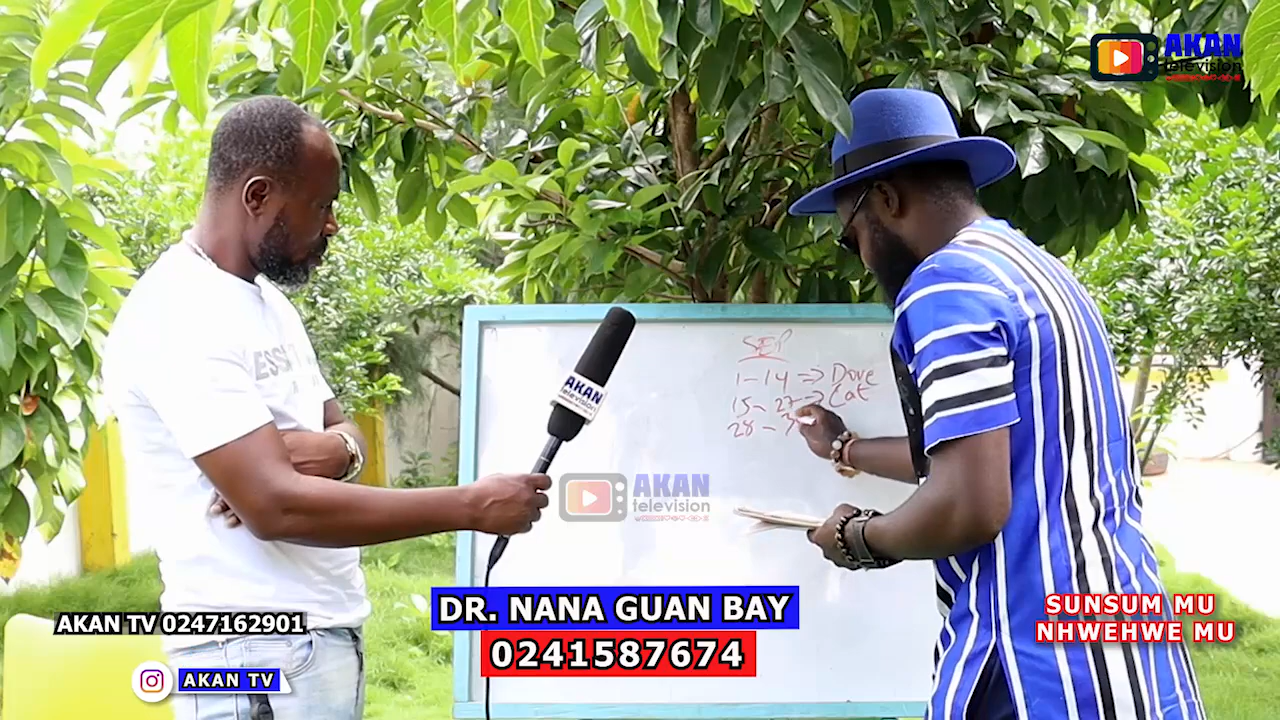 AKAN
television
ESSE
SEP
1-14 ⇒ Dove
15-27 ⇒ Cat
28 -
AKAN
television
AKAN
television
DR. NANA GUAN BAY
0241587674
AKAN TV 0247162901
AKAN TV
SUNSUM MU
NHWEHWE MU